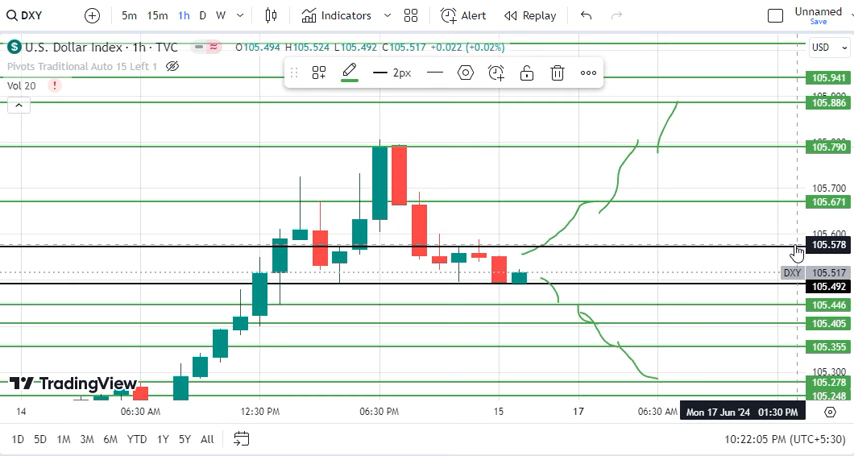 DXY 5m 15m 1h D W Indicators Alert Replay Unnamed
Save
U.S. Dollar Index · 1h · TVC O105.494 H105.524 L105.492 C105.517 +0.022 (+0.02%) USD
Pivots Traditional Auto 15 Left 1 2px
105.941
Vol 20
105.886
105.790
105.700
105.671
105.600
105.578
DXY 105.517
105.492
105.446
105.405
105.355
105.300
TradingView
105.278
105.248
14 06:30 AM 12:30 PM 06:30 PM 15 17 06:30 AM Mon 17 Jun '24 01:30 PM
1D 5D 1M 3M 6M YTD 1Y 5Y All 10:22:05 PM (UTC+5:30)